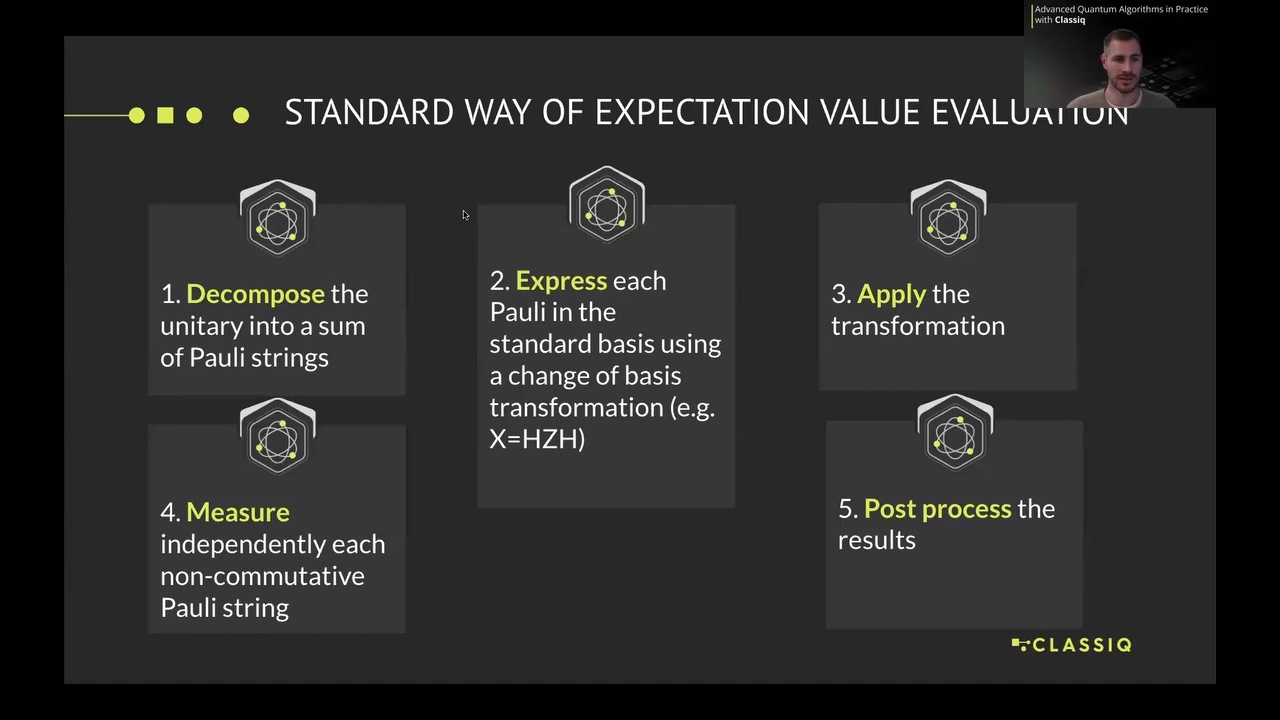 Advanced Quantum Algorithms in Practice
with Classiq
STANDARD WAY OF EXPECTATION VALUE EVALUATION
1. Decompose the
unitary into a sum
of Pauli strings
2. Express each
Pauli in the
standard basis using
a change of basis
transformation (e.g.
X=HZH)
3. Apply the
transformation
4. Measure
independently each
non-commutative
Pauli string
5. Post process the
results
CLASSIQ